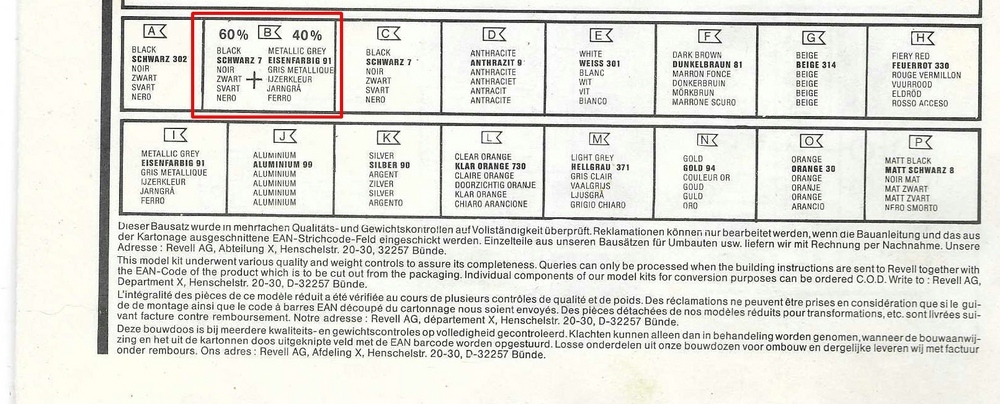 A
BLACK
SCHWARZ 302
NOIR
ZWART
SVART
NERO
60% B 40%
BLACK
SCHWARZ 7
NOIR
ZWART
SVART
NERO
+
METALLIC GREY
EISENFARBIG 91
GRIS METALLIQUE
IJZERKLEUR
JARNGRÅ
FERRO
C
BLACK
SCHWARZ 7
NOIR
ZWART
SVART
NERO
D
ANTHRACITE
ANTHRAZIT 9
ANTHRACITE
ANTHRACIET
ANTRACIT
ANTRACITE
E
WHITE
WEISS 301
BLANC
WIT
VIT
BIANCO
F
DARK BROWN
DUNKELBRAUN 81
MARRON FONCE
DONKERBRUIN
MÖRKBRUN
MARRONE SCURO
G
BEIGE
BEIGE 314
BEIGE
BEIGE
BEIGE
BEIGE
H
FIERY RED
FEUERROT 330
ROUGE VERMILLON
VUURROOD
ELDRÖD
ROSSO ACCESO
I
METALLIC GREY
EISENFARBIG 91
GRIS METALLIQUE
IJZERKLEUR
JARNGRÅ
FERRO
J
ALUMINIUM
ALUMINIUM 99
ALUMINIUM
ALUMINIUM
ALUMINIUM
ALUMINIUM
K
SILVER
SILBER 90
ARGENT
ZILVER
SILVER
ARGENTO
L
CLEAR ORANGE
KLAR ORANGE 730
CLAIRE ORANGE
DOORZICHTIG ORANJE
KLAR ORANGE
CHIARO ARANCIONE
M
LIGHT GREY
HELLGRAU 371
GRIS CLAIR
VAALGRIJS
LJUSGRÅ
GRIGIO CHIARO
N
GOLD
GOLD 94
COULEUR OR
GOUD
GULD
ORO
O
ORANGE
ORANGE 30
ORANGE
ORANJE
ORANGE
ARANCIO
P
MATT BLACK
MATT SCHWARZ 8
NOIR MAT
MAT ZWART
MATT ZVART
NERO SMORTO
Dieser Bausatz wurde in mehrfachen Qualitäts- und Gewichtskontrollen auf Vollständigkeit überprüft. Reklamationen können nur bearbeitet werden, wenn die Bauanleitung und das aus
der Kartonage ausgeschnittene EAN-Strichcode-Feld eingeschickt werden. Einzelteile aus unseren Bausätzen für Umbauten usw. liefern wir mit Rechnung per Nachnahme. Unsere
Adresse : Revell AG, Abteilung X, Henschelstr. 20-30, 32257 Bünde.
This model kit underwent various quality and weight controls to assure its completeness. Queries can only be processed when the building instructions are sent to Revell together with
the EAN-Code of the product which is to be cut out from the packaging. Individual components of our model kits for conversion purposes can be ordered C.O.D. Write to : Revell AG,
Department X, Henschelstr. 20-30, D-32257 Bünde.
L'intégralité des pièces de ce modèle réduit a été vérifiée au cours de plusieurs contrôles de qualité et de poids. Des réclamations ne peuvent être prises en considération que si le gui-
de de montage ainsi que le code à barres EAN découpé du cartonnage nous soient envoyés. Des pièces détachées de nos modèles réduits pour transformations, etc. sont livrées sui-
vant facture contre remboursement. Notre adresse : Revell AG, département X, Henschelstr. 20-30, D-32257 Bünde.
Deze bouwdoos is bij meerdere kwaliteits- en gewichtscontroles op volledigheid gecontroleerd. Klachten kunnen alleen dan in behandeling worden genomen, wanneer de bouwaanwij-
zing en het uit de kartonnen doos uitgeknipte veld met de EAN barcode worden opgestuurd. Losse onderdelen uit onze bouwdozen voor ombouw en dergelijke leveren wij met factuur
onder rembours. Ons adres : Revell AG, Afdeling X, Henschelstr. 20-30, D-32257 Bünde.